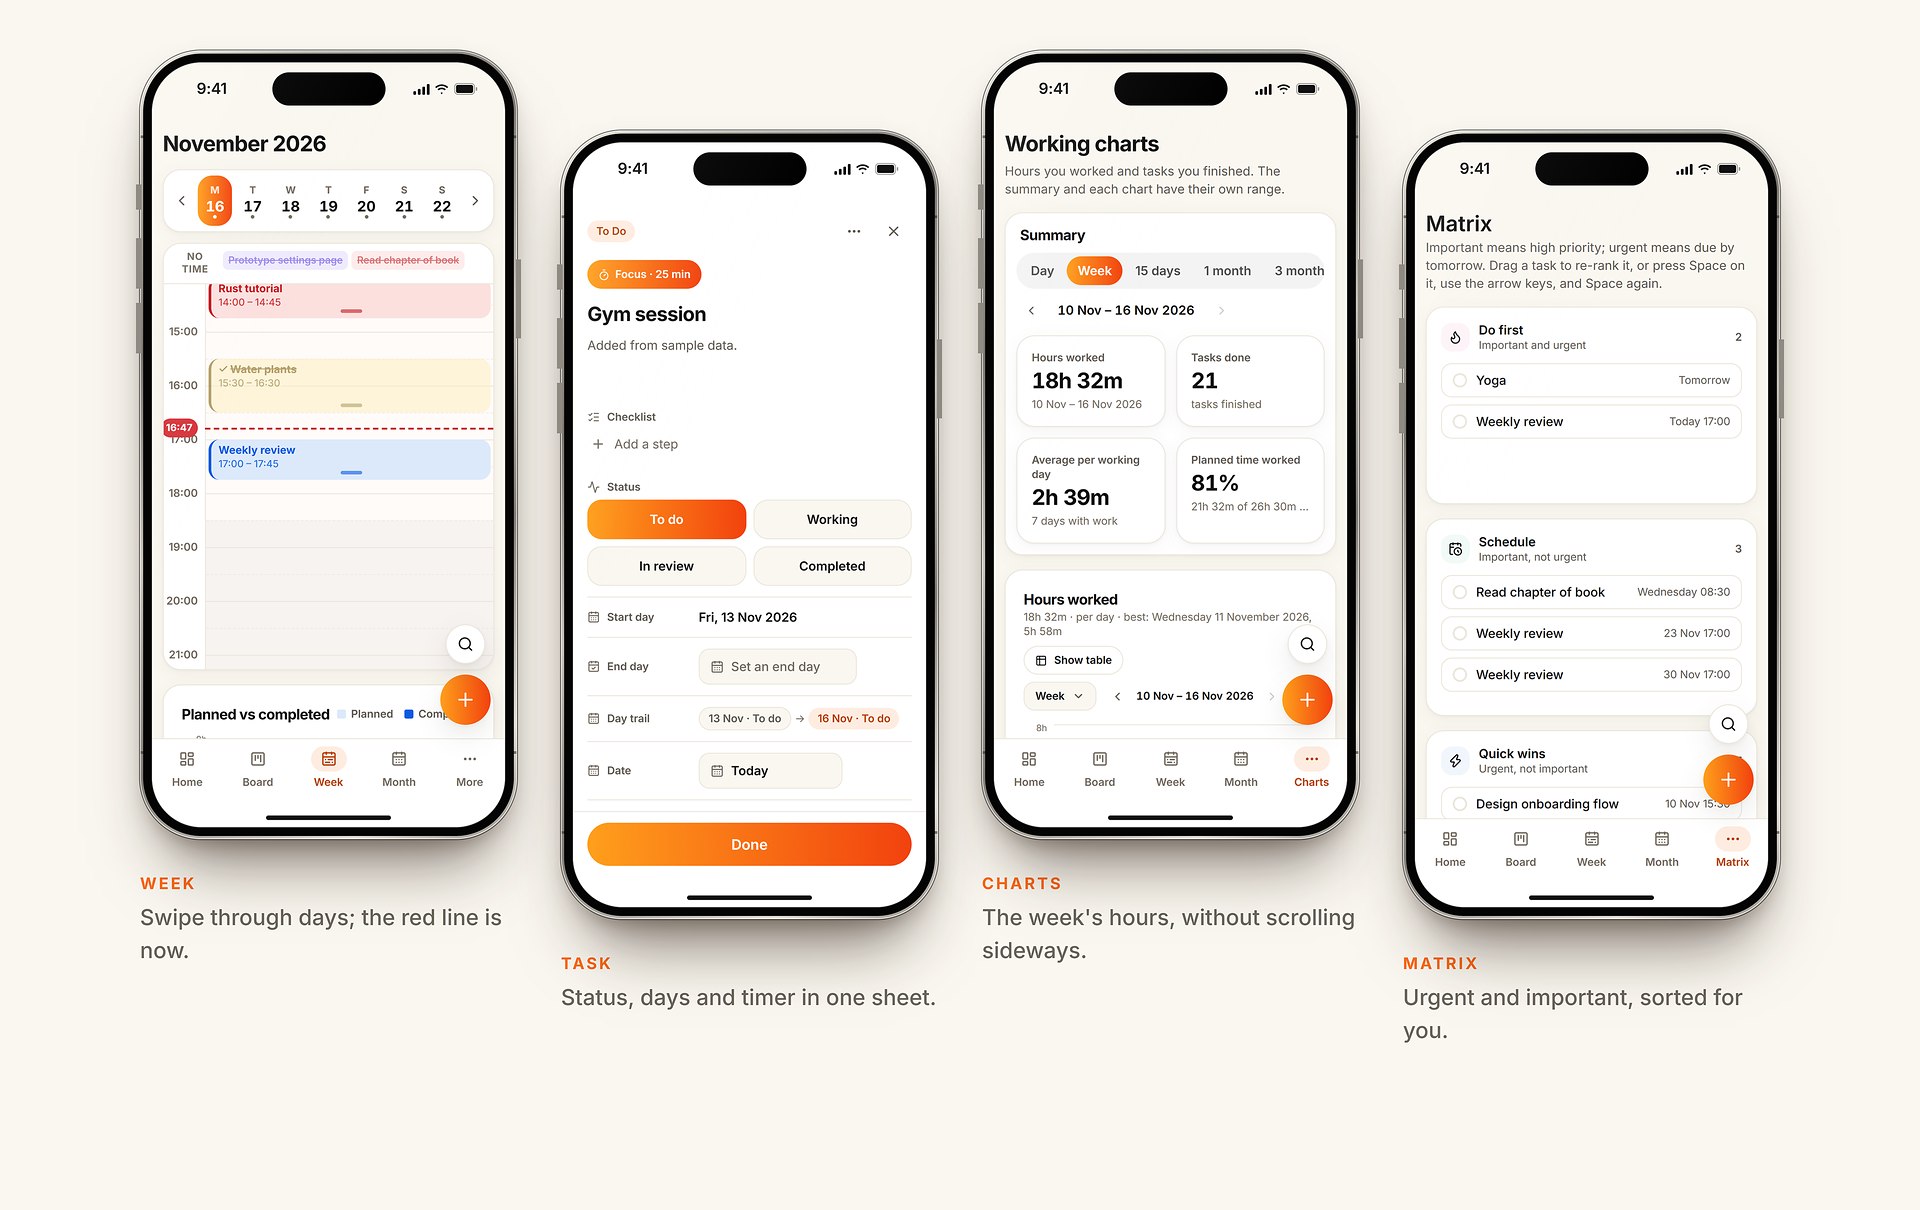 9:41
November 2026
M T W T F S S
16 17 18 19 20 21 22
NO TIME
Prototype settings page
Read chapter of book
Rust tutorial
14:00 – 14:45
15:00
Water plants
15:30 – 16:30
16:00
16:47
17:00
Weekly review
17:00 – 17:45
18:00
19:00
20:00
21:00
Planned vs completed
Planned
Home
Board
Week
Month
More
WEEK
Swipe through days; the red line is
now.
9:41
To Do
Focus · 25 min
Gym session
Added from sample data.
Checklist
Add a step
Status
To do
Working
In review
Completed
Start day
Fri, 13 Nov 2026
End day
Set an end day
Day trail
13 Nov · To do → 16 Nov · To do
Date
Today
Done
TASK
Status, days and timer in one sheet.
9:41
Working charts
Hours you worked and tasks you finished. The
summary and each chart have their own range.
Summary
Day
Week
15 days
1 month
3 month
10 Nov – 16 Nov 2026
Hours worked
18h 32m
10 Nov – 16 Nov 2026
Tasks done
21
tasks finished
Average per working
day
2h 39m
7 days with work
Planned time worked
81%
21h 32m of 26h 30m ...
Hours worked
18h 32m · per day · best: Wednesday 11 November 2026,
5h 58m
Show table
Week
10 Nov – 16 Nov 2026
8h
Home
Board
Week
Month
Charts
CHARTS
The week's hours, without scrolling
sideways.
9:41
Matrix
Important means high priority; urgent means due by
tomorrow. Drag a task to re-rank it, or press Space on
it, use the arrow keys, and Space again.
Do first
Important and urgent
2
Yoga
Tomorrow
Weekly review
Today 17:00
Schedule
Important, not urgent
3
Read chapter of book
Wednesday 08:30
Weekly review
23 Nov 17:00
Weekly review
30 Nov 17:00
Quick wins
Urgent, not important
Design onboarding flow
10 Nov 15:30
Home
Board
Week
Month
Matrix
MATRIX
Urgent and important, sorted for
you.